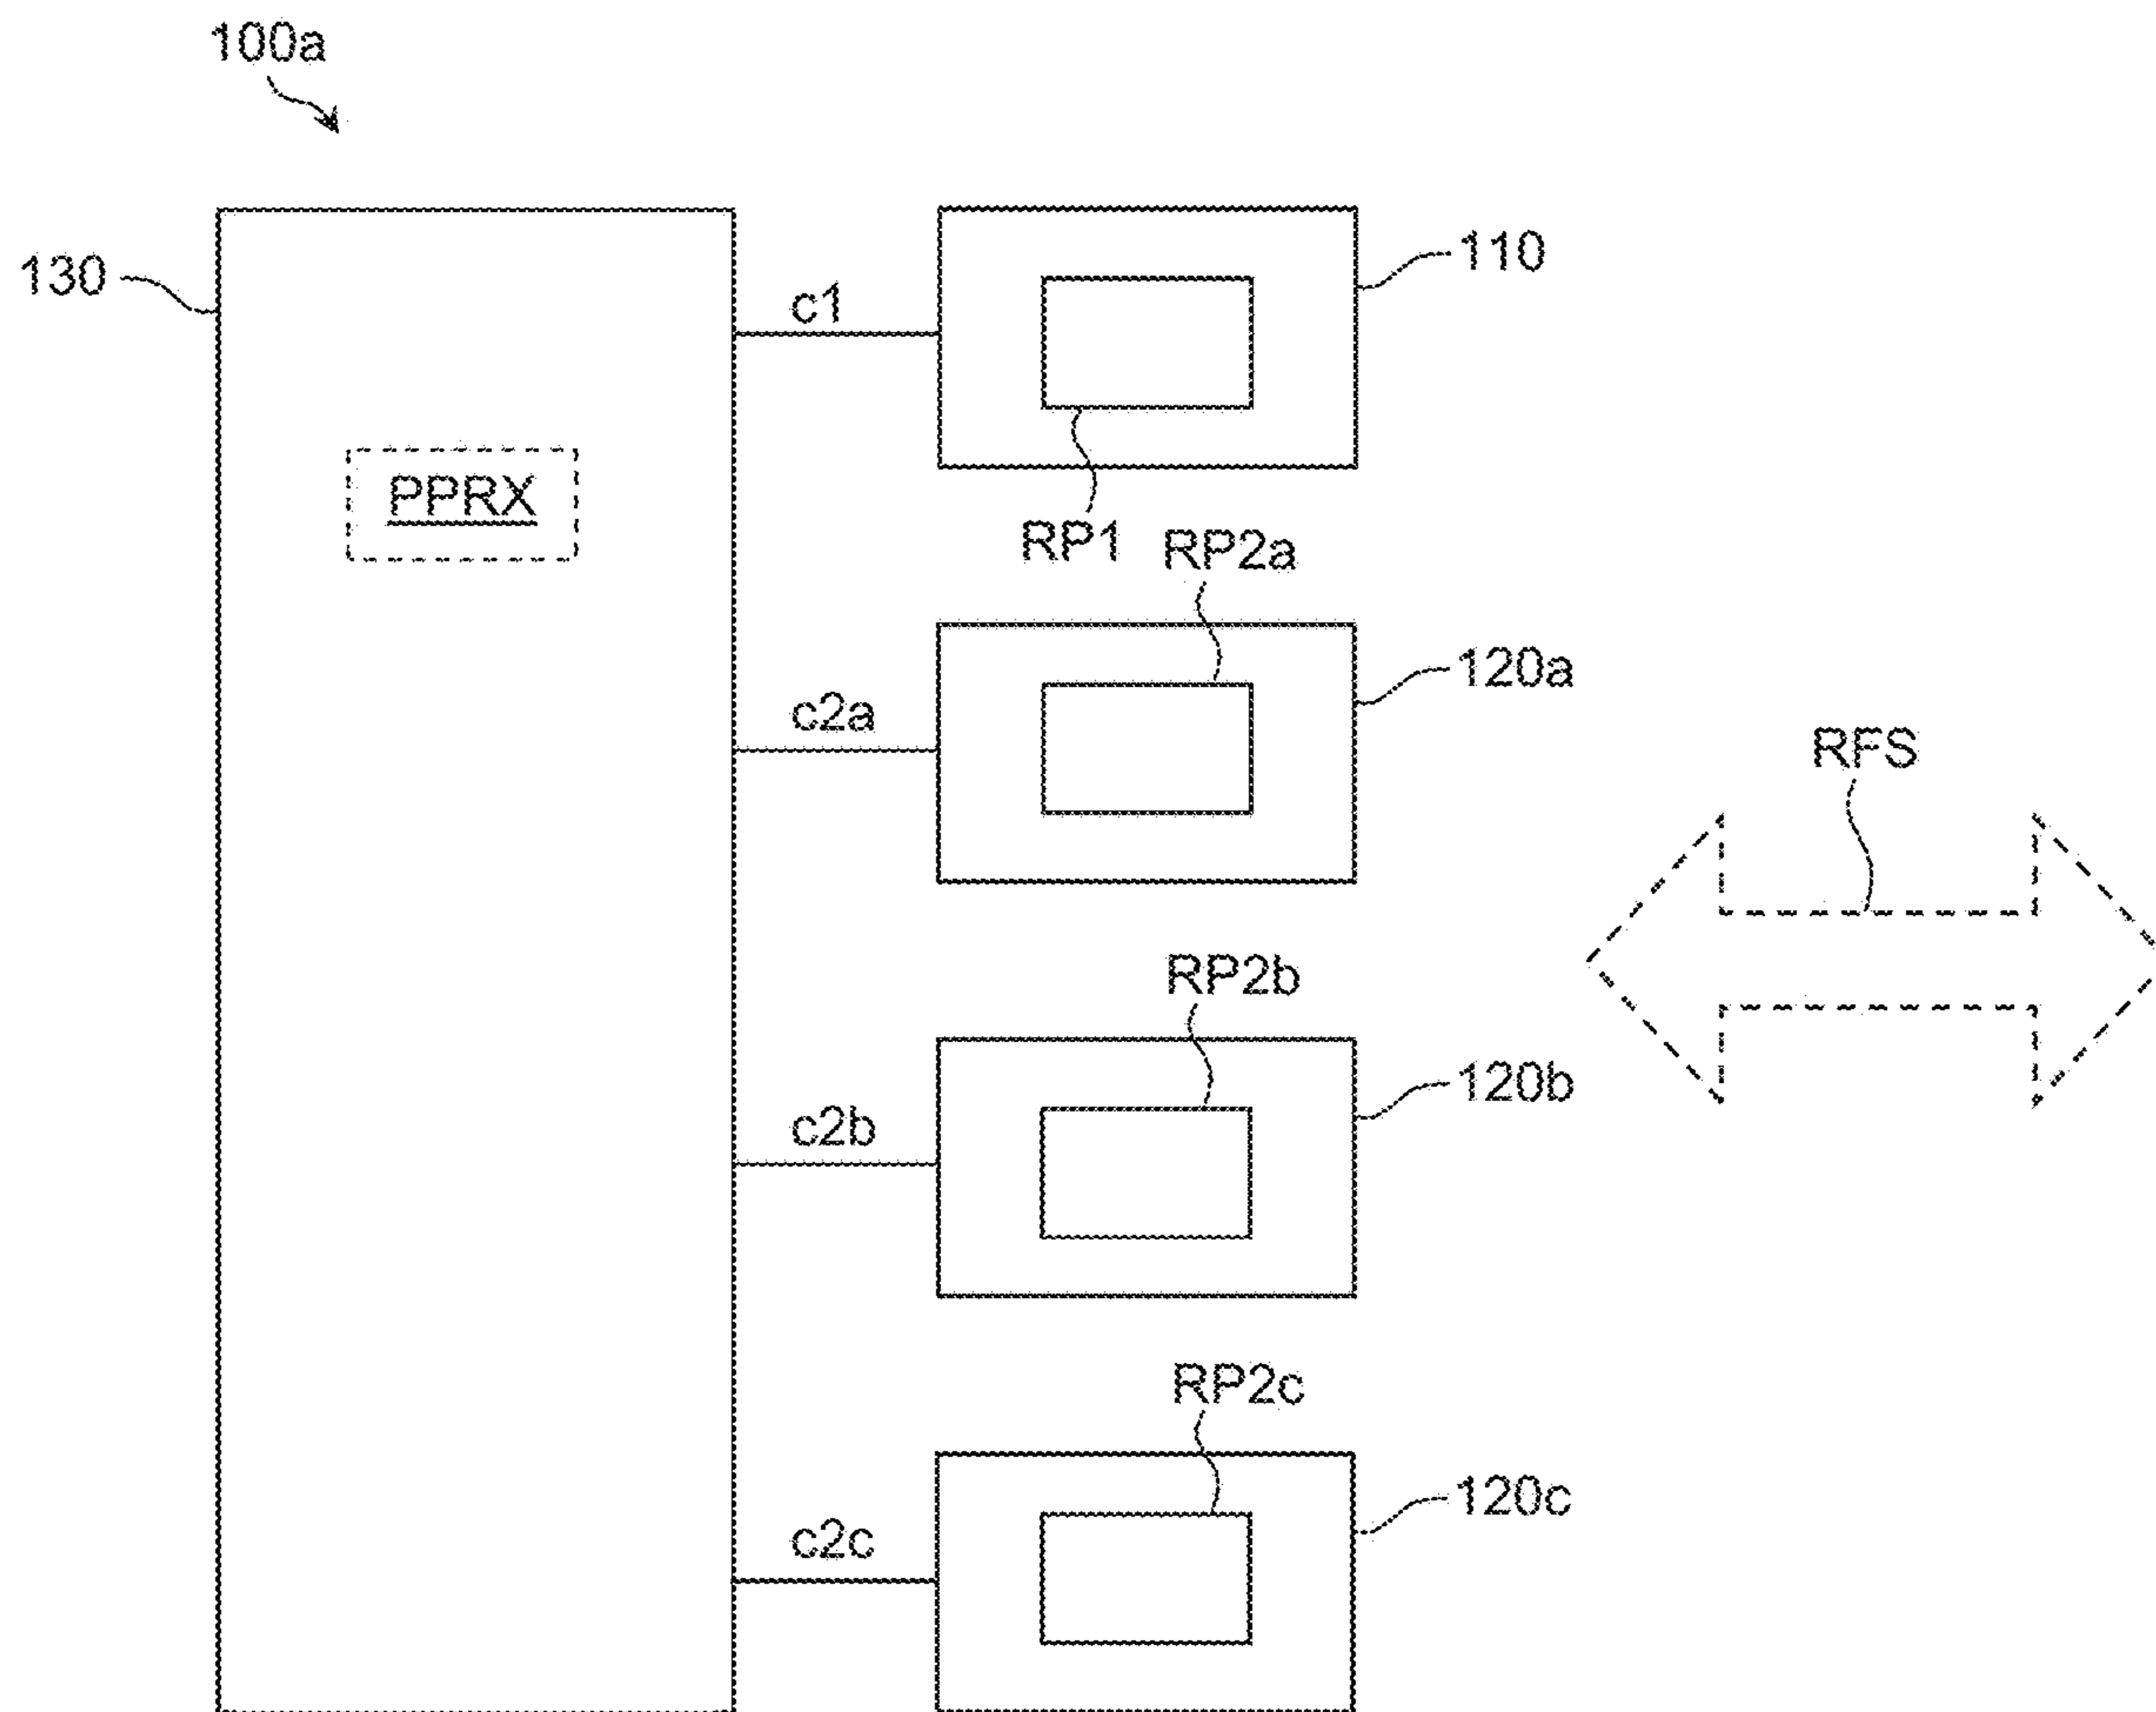 100a
130
c1
110
PPRX
RP1
RP2a
120a
c2a
RFS
RP2b
120b
c2b
RP2c
120c
c2c